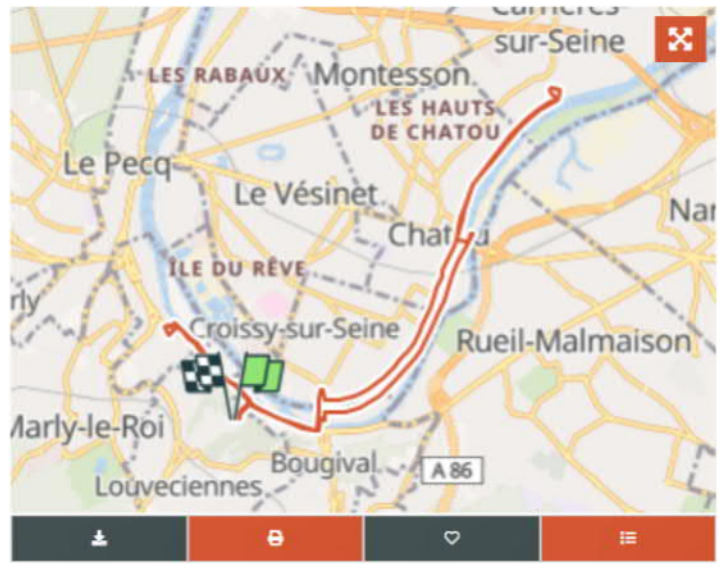 sur-Seine
LES RABAUX
Montesson
LES HAUTS
DE CHATOU
Le Pecq
Le Vésinet
ÎLE DU RÊVE
Croissy-sur-Seine
Rueil-Malmaison
Marly-le-Roi
Bougival
A 86
Louveciennes